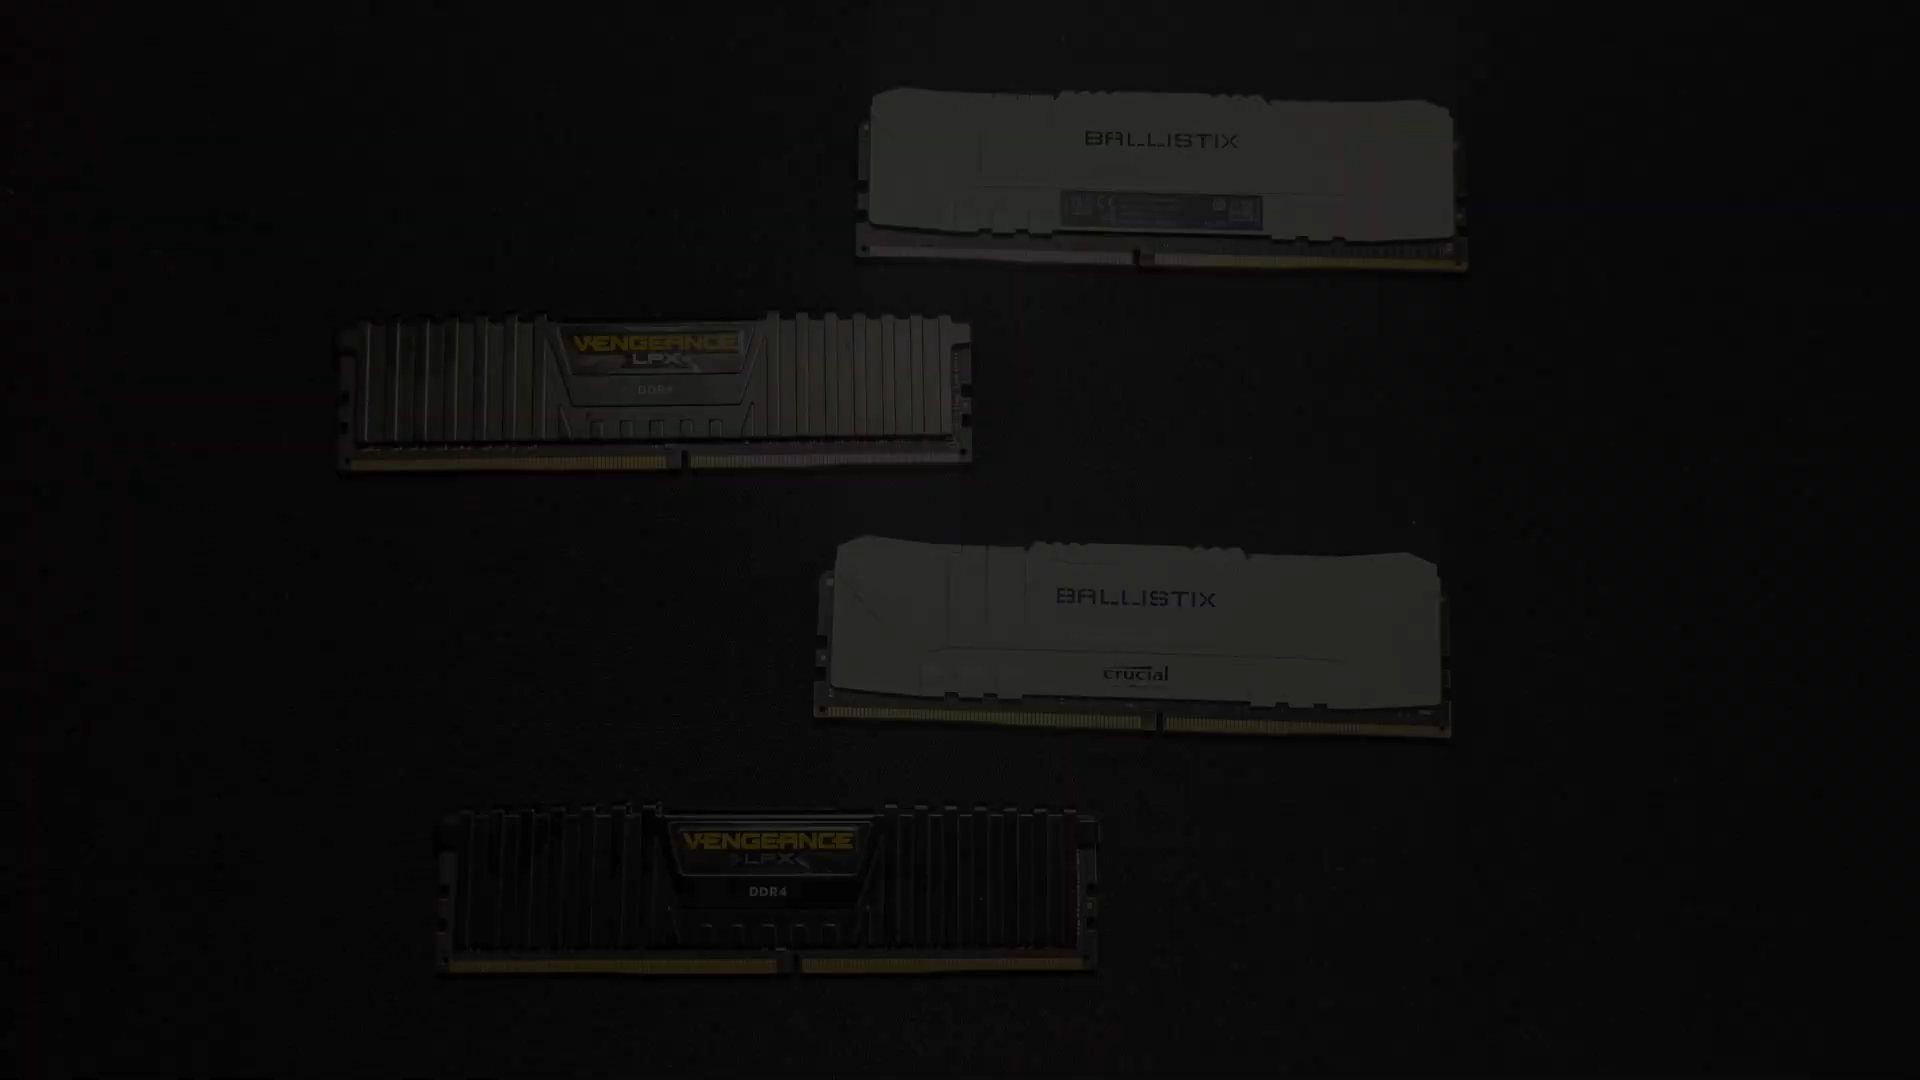 BALLISTIX
VENGEANCE
LPX
DDR4
BALLISTIX
crucial
VENGEANCE
LPX
DDR4